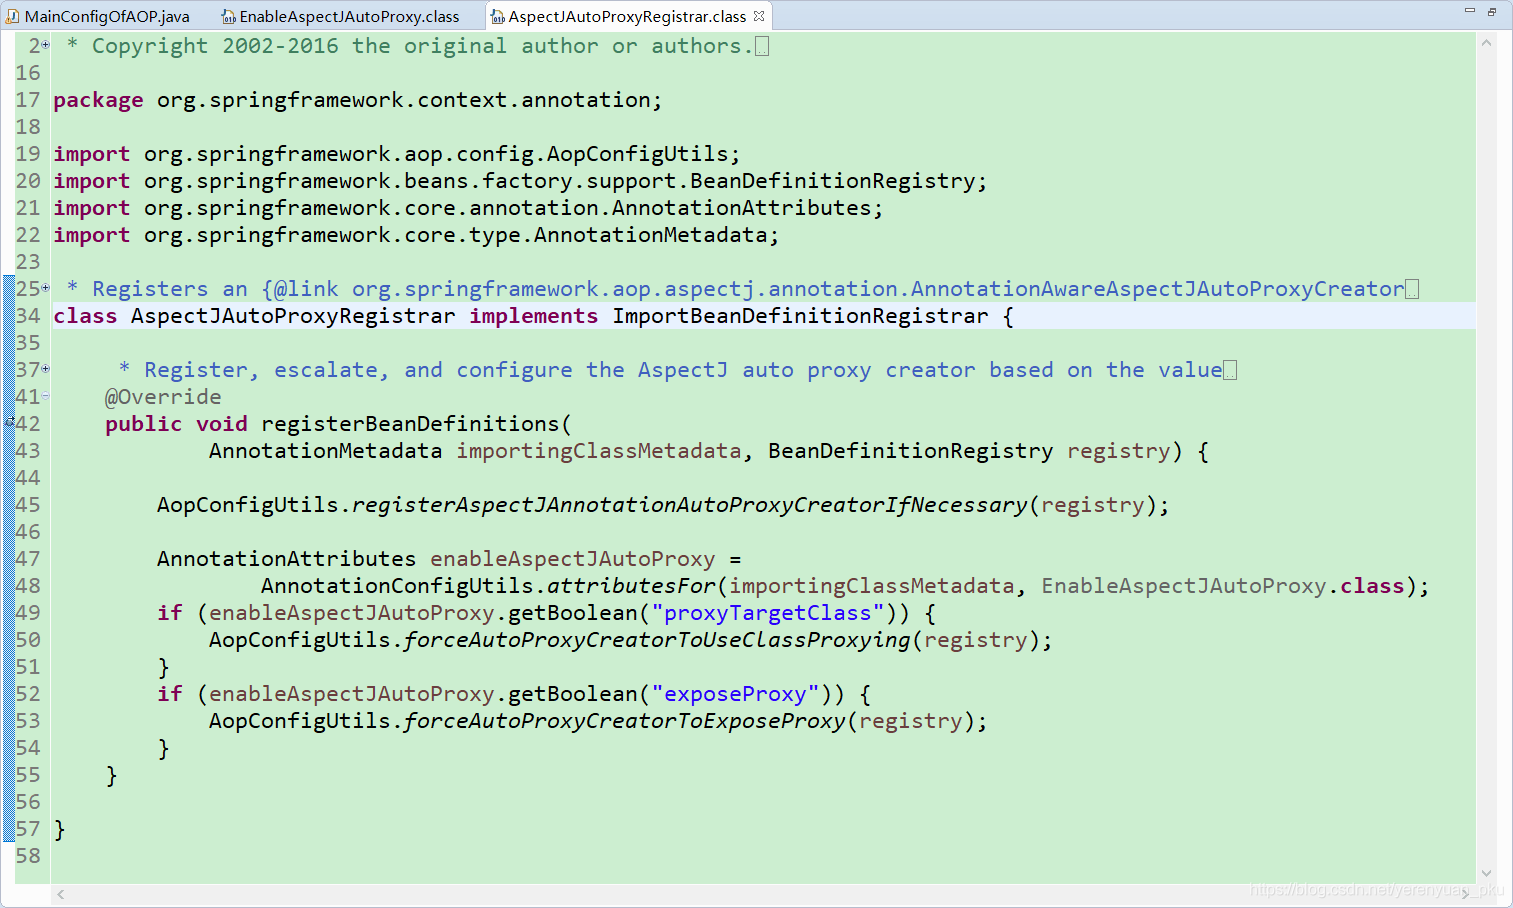 MainConfigOfAOP.java EnableAspectJAutoProxy.class AspectJAutoProxyRegistrar.class
2 * Copyright 2002-2016 the original author or authors.
16
17 package org.springframework.context.annotation;
18
19 import org.springframework.aop.config.AopConfigUtils;
20 import org.springframework.beans.factory.support.BeanDefinitionRegistry;
21 import org.springframework.core.annotation.AnnotationAttributes;
22 import org.springframework.core.type.AnnotationMetadata;
23
25 * Registers an {@link org.springframework.aop.aspectj.annotation.AnnotationAwareAspectJAutoProxyCreator
34 class AspectJAutoProxyRegistrar implements ImportBeanDefinitionRegistrar {
35
37 * Register, escalate, and configure the AspectJ auto proxy creator based on the value
41 @Override
42 public void registerBeanDefinitions(
43 AnnotationMetadata importingClassMetadata, BeanDefinitionRegistry registry) {
44
45 AopConfigUtils.registerAspectJAnnotationAutoProxyCreatorIfNecessary(registry);
46
47 AnnotationAttributes enableAspectJAutoProxy =
48 AnnotationConfigUtils.attributesFor(importingClassMetadata, EnableAspectJAutoProxy.class);
49 if (enableAspectJAutoProxy.getBoolean("proxyTargetClass")) {
50 AopConfigUtils.forceAutoProxyCreatorToUseClassProxying(registry);
51 }
52 if (enableAspectJAutoProxy.getBoolean("exposeProxy")) {
53 AopConfigUtils.forceAutoProxyCreatorToExposeProxy(registry);
54 }
55 }
56
57 }
58
https://blog.csdn.net/yerenyuan_pku